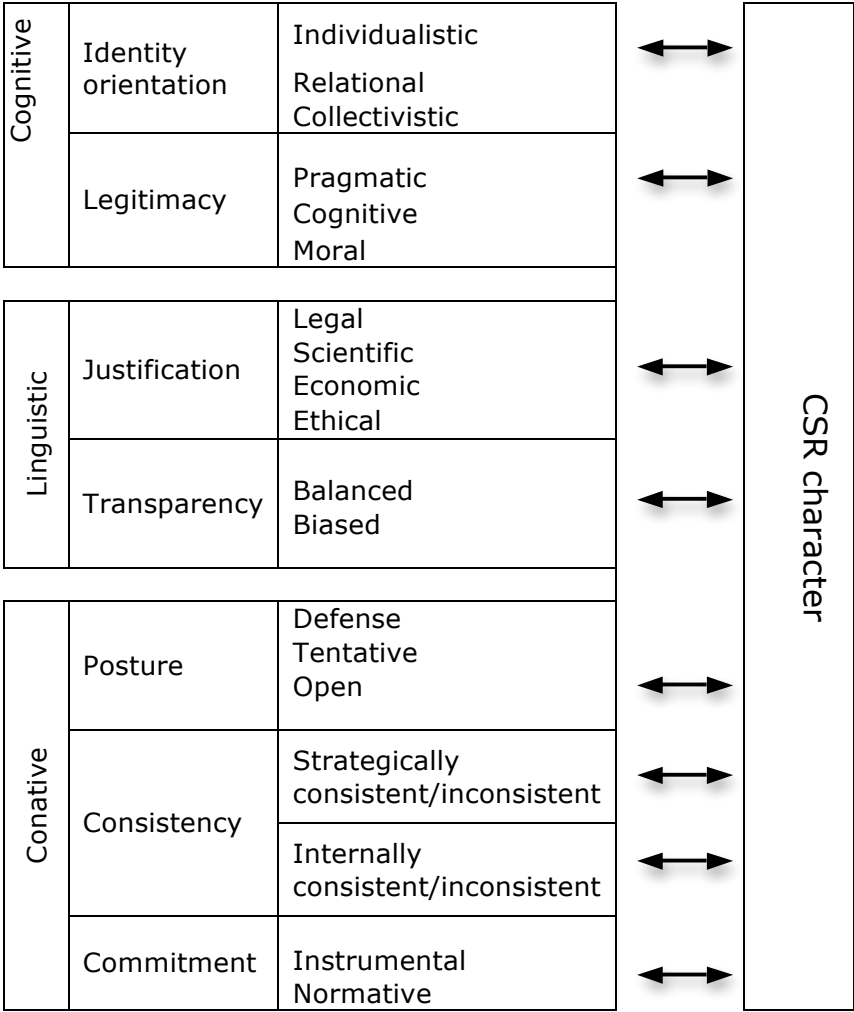 Cognitive
Identity
orientation
Individualistic
Relational
Collectivistic
Legitimacy
Pragmatic
Cognitive
Moral
Linguistic
Justification
Legal
Scientific
Economic
Ethical
Transparency
Balanced
Biased
Conative
Posture
Defense
Tentative
Open
Consistency
Strategically
consistent/inconsistent
Internally
consistent/inconsistent
Commitment
Instrumental
Normative
CSR character